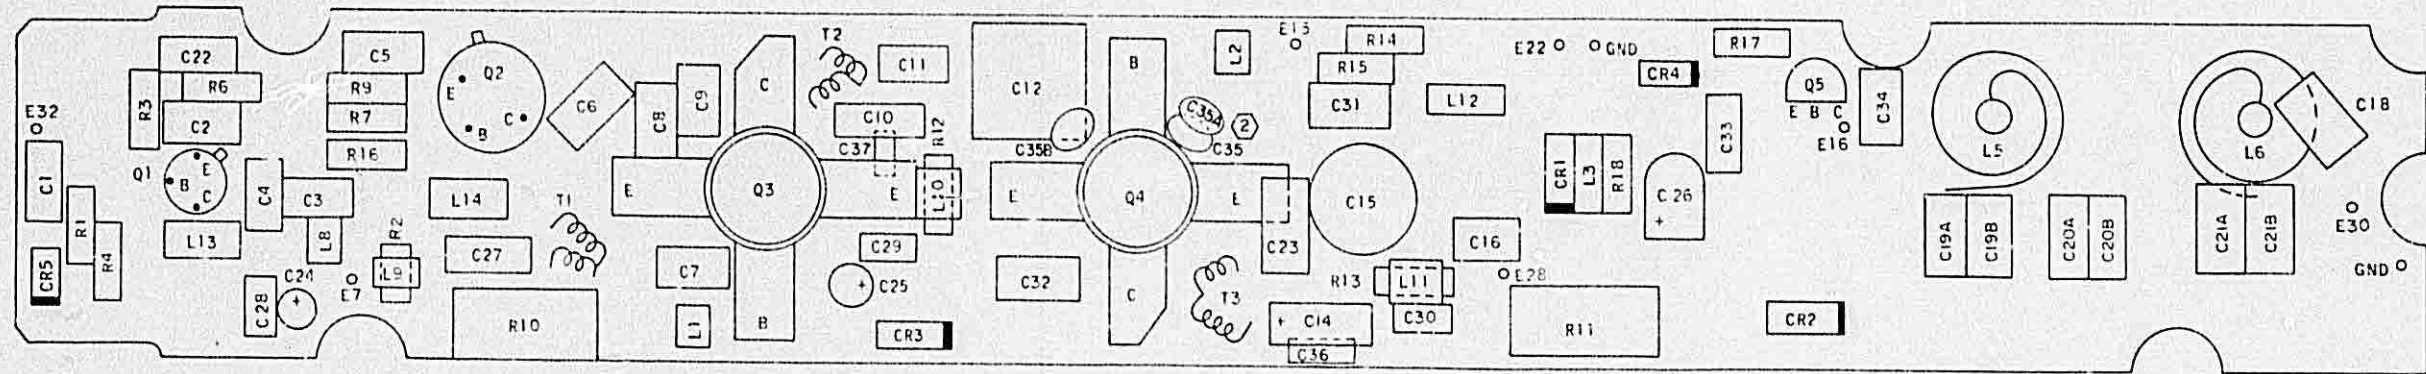 E32
C1
CR5
R1
R4
R3
C22
R6
C2
Q1
E
B
C
L13
C4
C3
L8
C28
C24
+
E7
R2
L9
C5
R9
R7
R16
Q2
E
B
C
L14
C27
R10
T1
C6
C8
C9
C
E
Q3
E
B
C7
L1
T2
C11
C10
C37
R12
L10
C29
+
C25
CR3
C12
C35B
B
E
Q4
E
C
C32
L2
C35A
2
C35
E13
R14
R15
C31
C15
C23
T3
+ C14
C36
R13
L11
C30
L12
C16
E28
R11
E22
GND
CR1
L3
R18
CR4
C26
+
C33
R17
Q5
E B C
E16
C34
CR2
L5
C19A
C19B
C20A
C20B
L6
C18
C21A
C21B
E30
GND